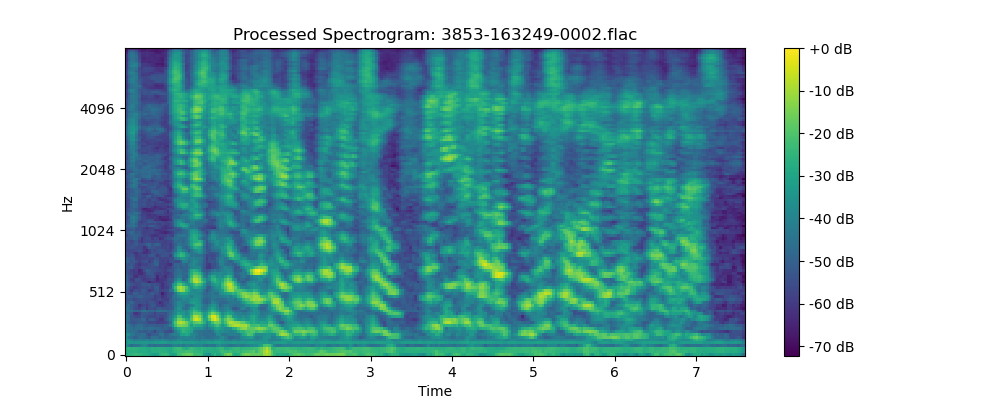 Processed Spectrogram: 3853-163249-0002.flac
Hz
4096
2048
1024
512
0
0 1 2 3 4 5 6 7
Time
+0 dB
-10 dB
-20 dB
-30 dB
-40 dB
-50 dB
-60 dB
-70 dB